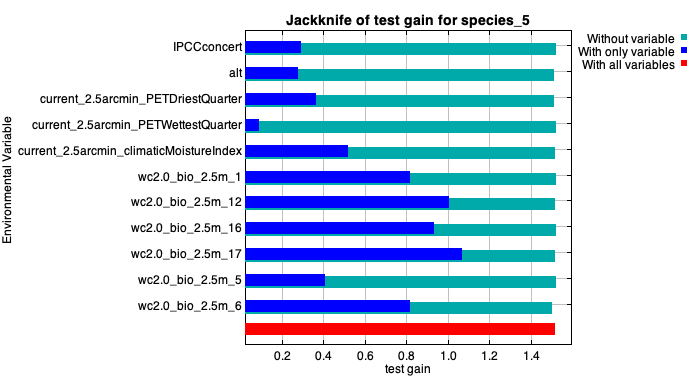 Jackknife of test gain for species_5
Without variable
With only variable
With all variables
Environmental Variable
IPCCconcert
alt
current_2.5arcmin_PETDriestQuarter
current_2.5arcmin_PETWettestQuarter
current_2.5arcmin_climaticMoistureIndex
wc2.0_bio_2.5m_1
wc2.0_bio_2.5m_12
wc2.0_bio_2.5m_16
wc2.0_bio_2.5m_17
wc2.0_bio_2.5m_5
wc2.0_bio_2.5m_6
0.2 0.4 0.6 0.8 1.0 1.2 1.4
test gain